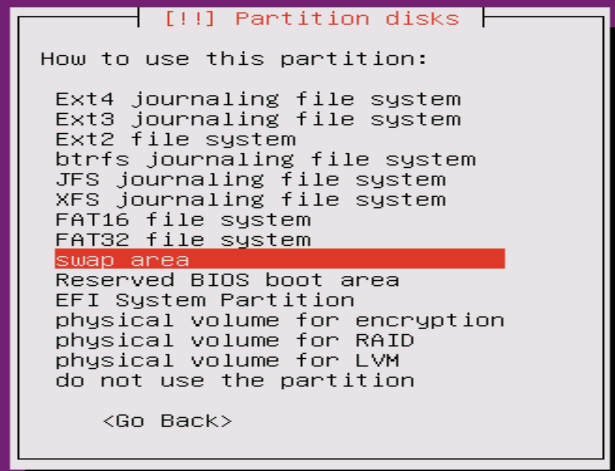 [!!] Partition disks
How to use this partition:
Ext4 journaling file system
Ext3 journaling file system
Ext2 file system
btrfs journaling file system
JFS journaling file system
XFS journaling file system
FAT16 file system
FAT32 file system
swap area
Reserved BIOS boot area
EFI System Partition
physical volume for encryption
physical volume for RAID
physical volume for LVM
do not use the partition
<Go Back>